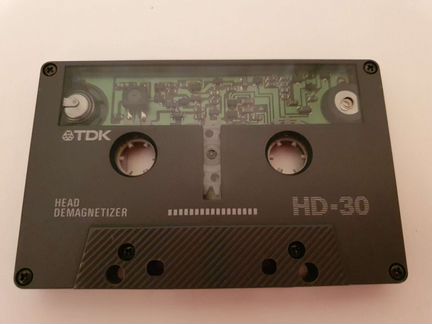 TDK
HEAD
DEMAGNETIZER
HD-30